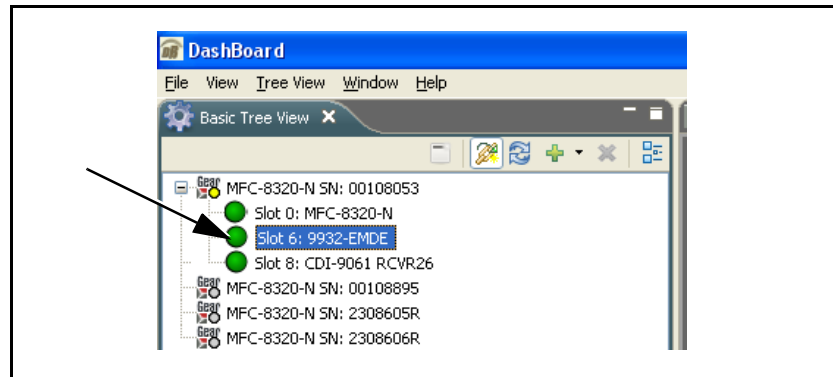 DashBoard
File View Tree View Window Help
Basic Tree View
Gear MFC-8320-N SN: 00108053
Slot 0: MFC-8320-N
Slot 6: 9932-EMDE
Slot 8: CDI-9061 RCVR26
Gear MFC-8320-N SN: 00108895
Gear MFC-8320-N SN: 2308605R
Gear MFC-8320-N SN: 2308606R